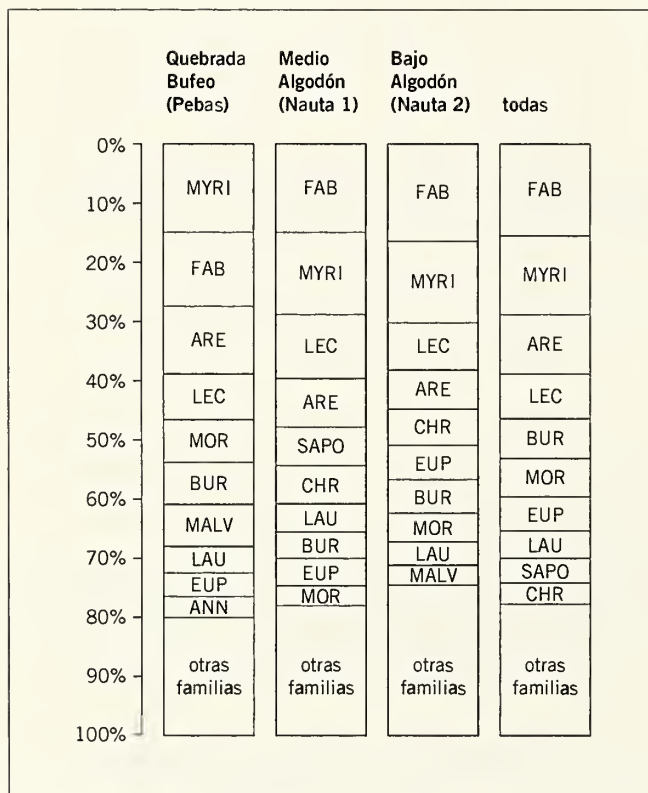 Quebrada
Bufeo
(Pebas)
Medio
Algodón
(Nauta 1)
Bajo
Algodón
(Nauta 2)
todas
0%
10%
20%
30%
40%
50%
60%
70%
80%
90%
100%
MYRI
FAB
ARE
LEC
MOR
BUR
MALV
LAU
EUP
ANN
otras
familias
FAB
MYRI
LEC
ARE
SAPO
CHR
LAU
BUR
EUP
MOR
otras
familias
FAB
MYRI
LEC
ARE
CHR
EUP
BUR
MOR
LAU
MALV
otras
familias
FAB
MYRI
ARE
LEC
BUR
MOR
EUP
LAU
SAPO
CHR
otras
familias